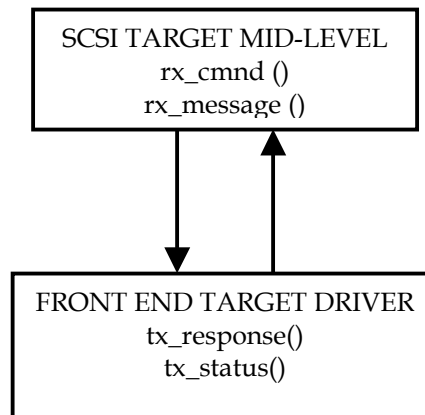 SCSI TARGET MID-LEVEL
rx_cmnd ()
rx_message ()
FRONT END TARGET DRIVER
tx_response()
tx_status()